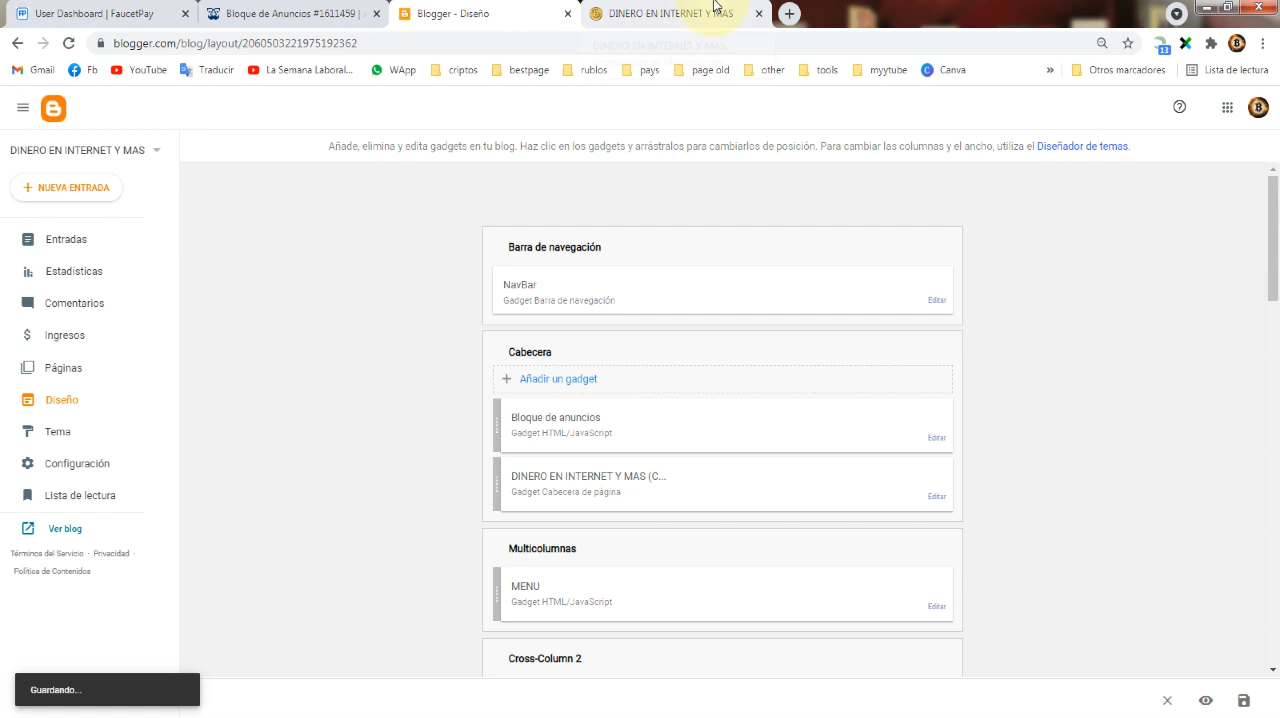 User Dashboard | FaucetPay
Bloque de Anuncios #1611459 |
Blogger - Diseño
DINERO EN INTERNET Y MAS
blogger.com/blog/layout/2060503221975192362
13
Gmail
Fb
YouTube
Traducir
La Semana Laboral...
WApp
criptos
bestpage
rublos
pays
page old
other
tools
myytube
Canva
»
Otros marcadores
Lista de lectura
DINERO EN INTERNET Y MAS
Añade, elimina y edita gadgets en tu blog. Haz clic en los gadgets y arrástralos para cambiarlos de posición. Para cambiar las columnas y el ancho, utiliza el Diseñador de temas.
+ NUEVA ENTRADA
Entradas
Estadísticas
Comentarios
Ingresos
Páginas
Diseño
Tema
Configuración
Lista de lectura
Ver blog
Términos del Servicio · Privacidad ·
Política de Contenidos
Barra de navegación
NavBar
Gadget Barra de navegación
Editar
Cabecera
+ Añadir un gadget
Bloque de anuncios
Gadget HTML/JavaScript
Editar
DINERO EN INTERNET Y MAS (C...
Gadget Cabecera de página
Editar
Multicolumnas
MENU
Gadget HTML/JavaScript
Editar
Cross-Column 2
Guardando...